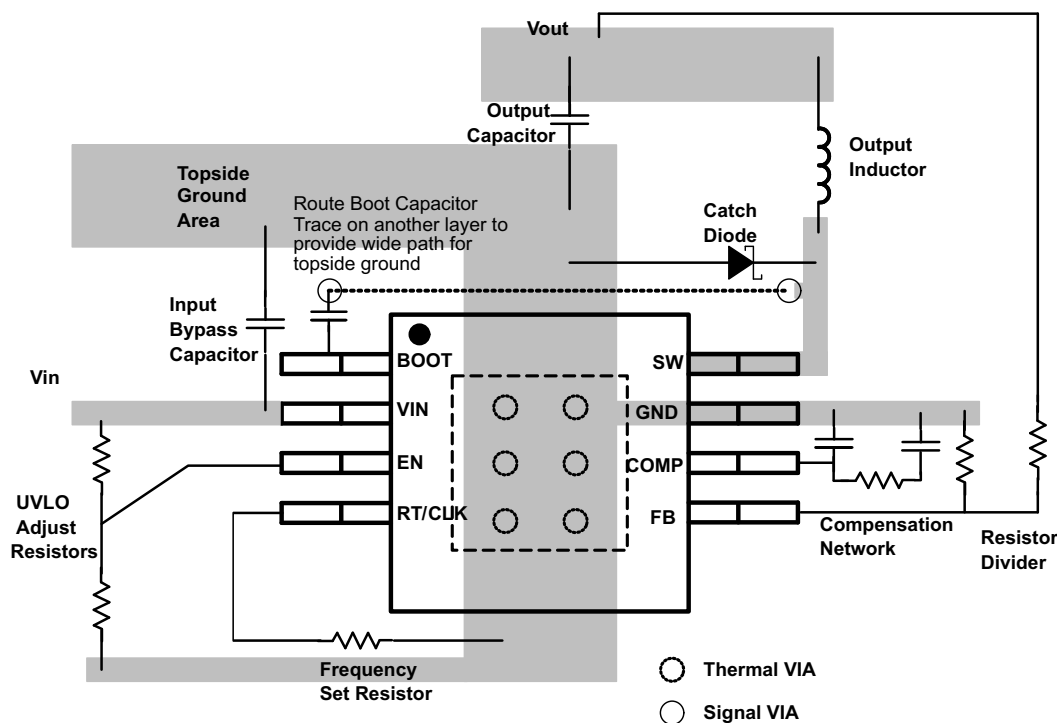 Vout
Output
Capacitor
Output
Inductor
Topside
Ground
Area
Route Boot Capacitor
Trace on another layer to
provide wide path for
topside ground
Catch
Diode
Input
Bypass
Capacitor
Vin
BOOT
SW
VIN
GND
EN
COMP
RT/CLK
FB
UVLO
Adjust
Resistors
Compensation
Network
Resistor
Divider
Frequency
Set Resistor
Thermal VIA
Signal VIA